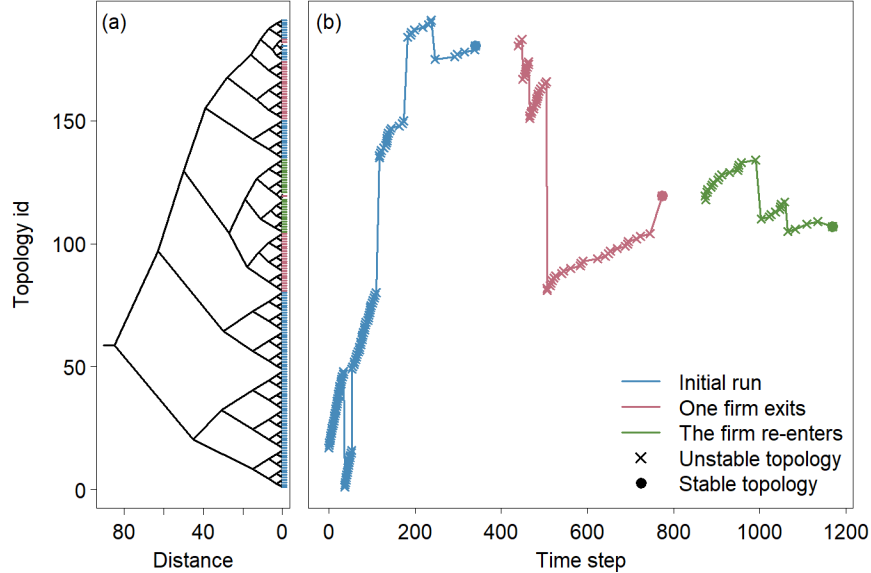 (a)
(b)
Topology id
150
100
50
0
80
40
0
Distance
0
200
400
600
800
1000
1200
Time step
Initial run
One firm exits
The firm re-enters
Unstable topology
Stable topology